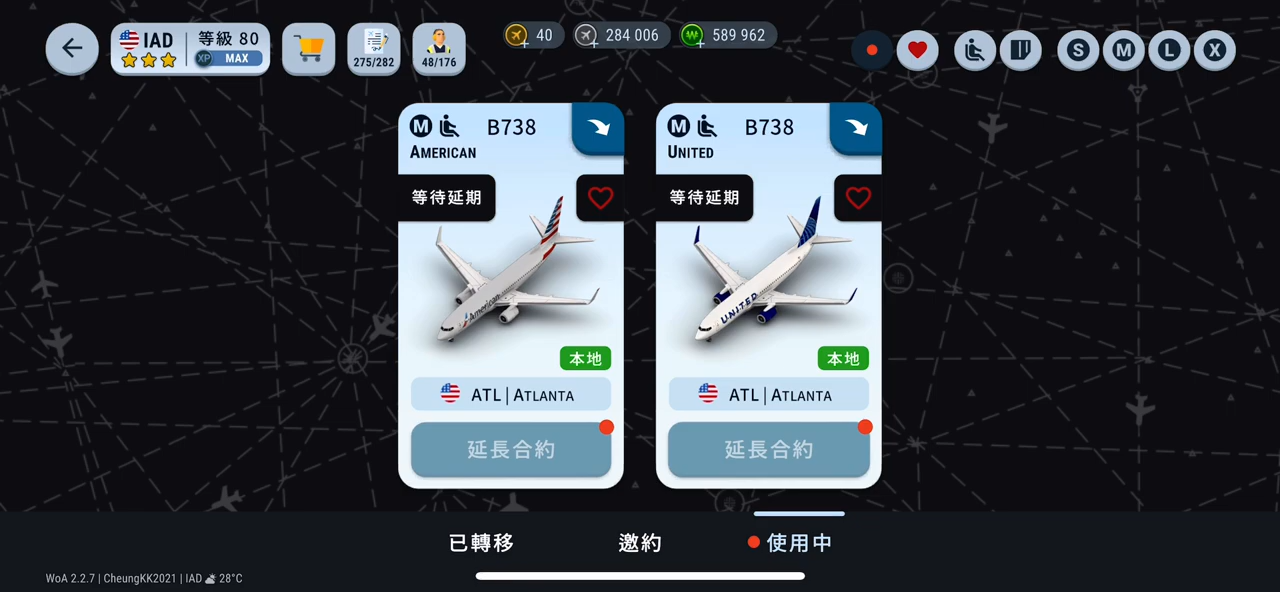 IAD
等級 80
XP MAX
275/282
48/176
40
284 006
589 962
S
M
L
X
M B738
AMERICAN
等待延期
American
本地
ATL | ATLANTA
延長合約
M B738
UNITED
等待延期
UNITED
本地
ATL | ATLANTA
延長合約
已轉移
邀約
使用中
WoA 2.2.7 | CheungKK2021 | IAD 28°C